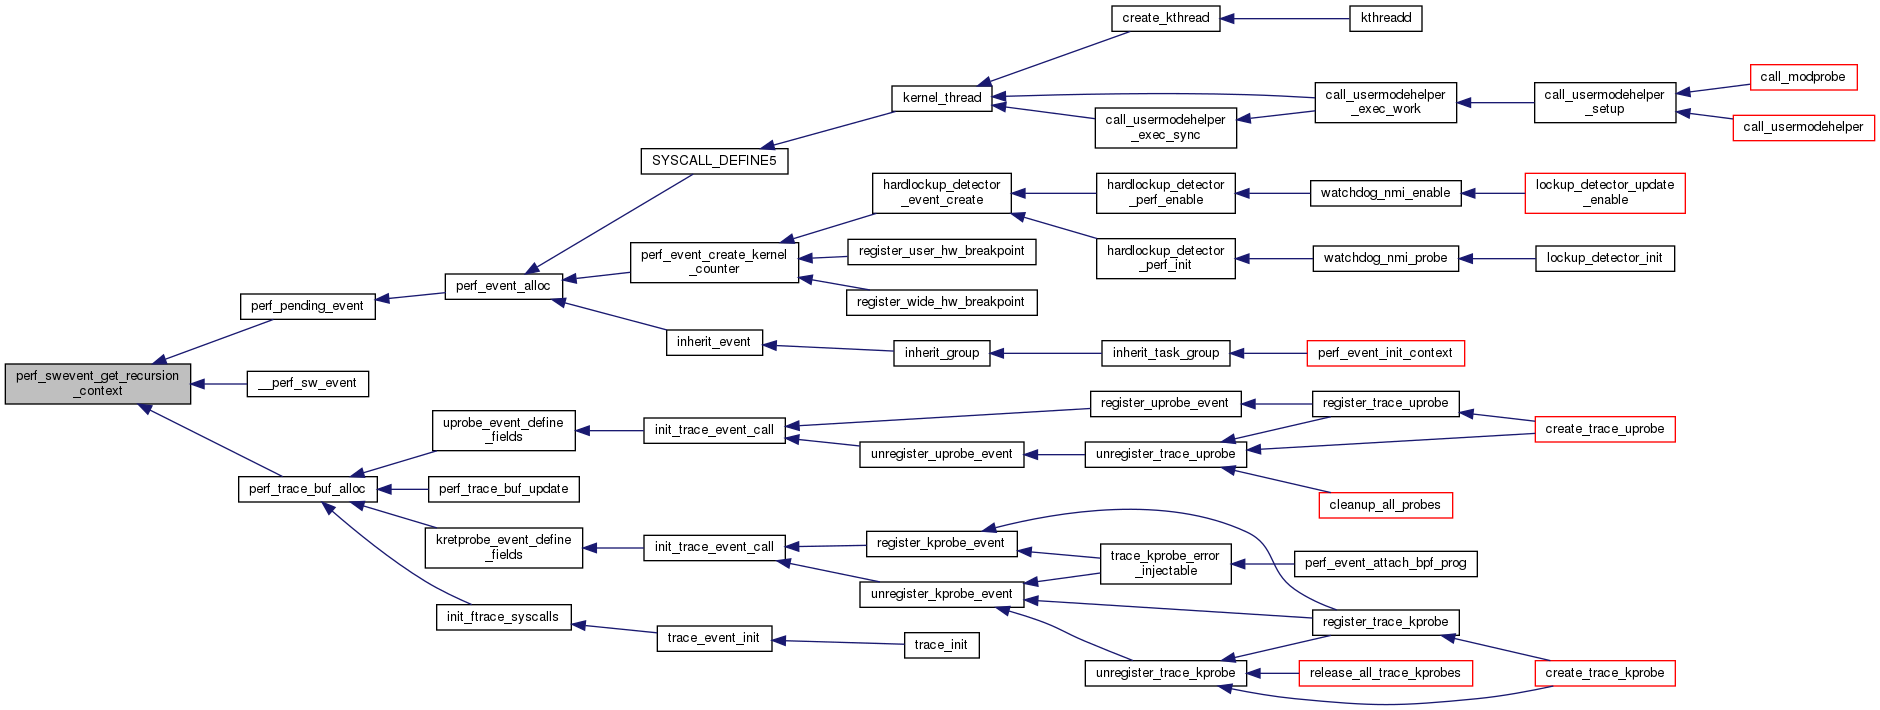 create_kthread
kthreadd
call_modprobe
kernel_thread
call_usermodehelper
_exec_work
call_usermodehelper
_setup
call_usermodehelper
_exec_sync
call_usermodehelper
SYSCALL_DEFINE5
hardlockup_detector
_event_create
hardlockup_detector
_perf_enable
watchdog_nmi_enable
lockup_detector_update
_enable
perf_event_create_kernel
_counter
register_user_hw_breakpoint
hardlockup_detector
_perf_init
watchdog_nmi_probe
lockup_detector_init
perf_event_alloc
perf_pending_event
register_wide_hw_breakpoint
inherit_event
inherit_group
inherit_task_group
perf_event_init_context
perf_swevent_get_recursion
_context
__perf_sw_event
register_uprobe_event
register_trace_uprobe
uprobe_event_define
_fields
init_trace_event_call
create_trace_uprobe
unregister_uprobe_event
unregister_trace_uprobe
perf_trace_buf_alloc
perf_trace_buf_update
cleanup_all_probes
kretprobe_event_define
_fields
init_trace_event_call
register_kprobe_event
trace_kprobe_error
_injectable
perf_event_attach_bpf_prog
unregister_kprobe_event
init_ftrace_syscalls
register_trace_kprobe
trace_event_init
trace_init
unregister_trace_kprobe
release_all_trace_kprobes
create_trace_kprobe